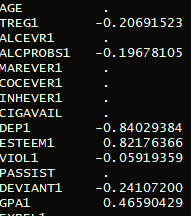 AGE .
TREG1 -0.20691523
ALCEVR1 .
ALCPROBS1 -0.19678105
MAREVER1 .
COCEVER1 .
INHEVER1 .
CIGAVAIL .
DEP1 -0.84029384
ESTEEM1 0.82176366
VIOL1 -0.05919359
PASSIST .
DEVIANT1 -0.24107200
GPA1 0.46590429